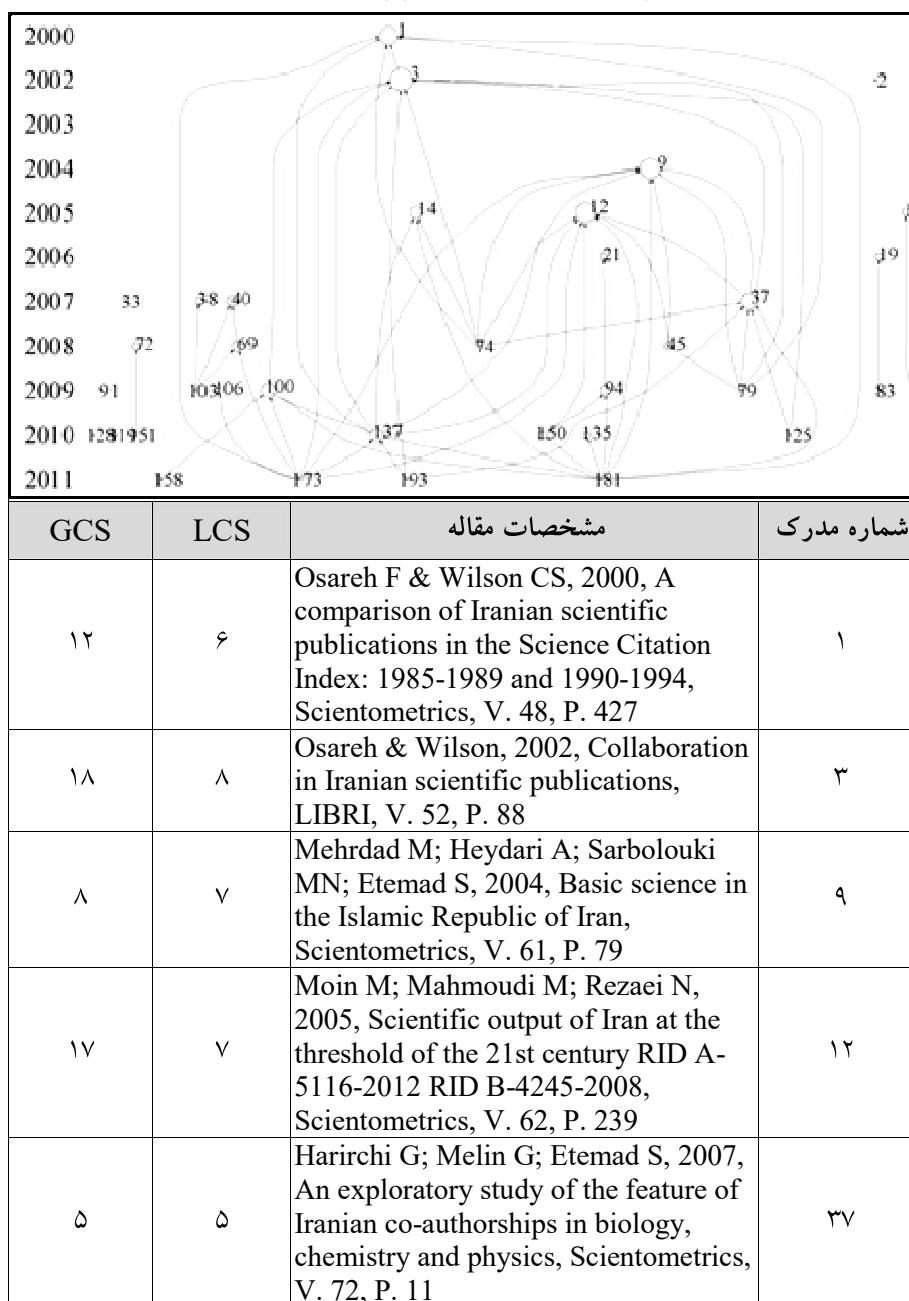 2000 1
2002 3 2
2003
2004 9
2005 14 12
2006 21 19
2007 33 38 40 37
2008 72 69 74 45
2009 91 103 106 100 94 79 83
2010 128 119 151 137 150 135 125
2011 158 173 193 181
GCS LCS مشخصات مقاله شماره مدرک
۱۲ ۶ ۱
Osareh F & Wilson CS, 2000, A
comparison of Iranian scientific
publications in the Science Citation
Index: 1985-1989 and 1990-1994,
Scientometrics, V. 48, P. 427
۱۸ ۸ ۳
Osareh & Wilson, 2002, Collaboration
in Iranian scientific publications,
LIBRI, V. 52, P. 88
۸ ۷ ۹
Mehrdad M; Heydari A; Sarbolouki
MN; Etemad S, 2004, Basic science in
the Islamic Republic of Iran,
Scientometrics, V. 61, P. 79
۱۷ ۷ ۱۲
Moin M; Mahmoudi M; Rezaei N,
2005, Scientific output of Iran at the
threshold of the 21st century RID A-
5116-2012 RID B-4245-2008,
Scientometrics, V. 62, P. 239
۵ ۵ ۳۷
Harirchi G; Melin G; Etemad S, 2007,
An exploratory study of the feature of
Iranian co-authorships in biology,
chemistry and physics, Scientometrics,
V. 72, P. 11